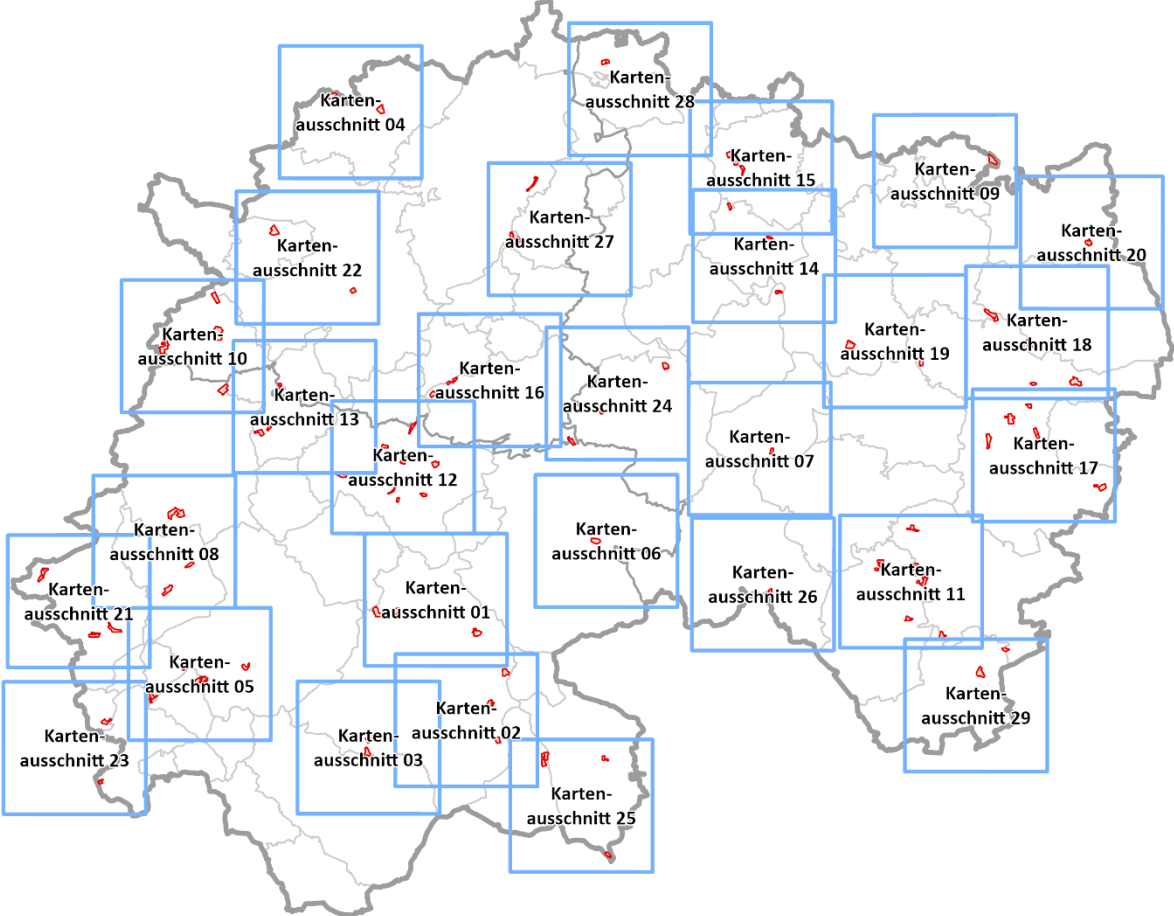 Karten-
ausschnitt 28
Karten-
ausschnitt 04
Karten-
ausschnitt 15
Karten-
ausschnitt 09
Karten-
ausschnitt 27
Karten-
ausschnitt 20
Karten-
ausschnitt 22
Karten-
ausschnitt 14
Karten-
ausschnitt 10
Karten-
ausschnitt 19
Karten-
ausschnitt 18
Karten-
ausschnitt 16
Karten-
ausschnitt 24
Karten-
ausschnitt 13
Karten-
ausschnitt 07
Karten-
ausschnitt 17
Karten-
ausschnitt 12
Karten-
ausschnitt 08
Karten-
ausschnitt 06
Karten-
ausschnitt 26
Karten-
ausschnitt 11
Karten-
ausschnitt 21
Karten-
ausschnitt 01
Karten-
ausschnitt 05
Karten-
ausschnitt 29
Karten-
ausschnitt 02
Karten-
ausschnitt 23
Karten-
ausschnitt 03
Karten-
ausschnitt 25